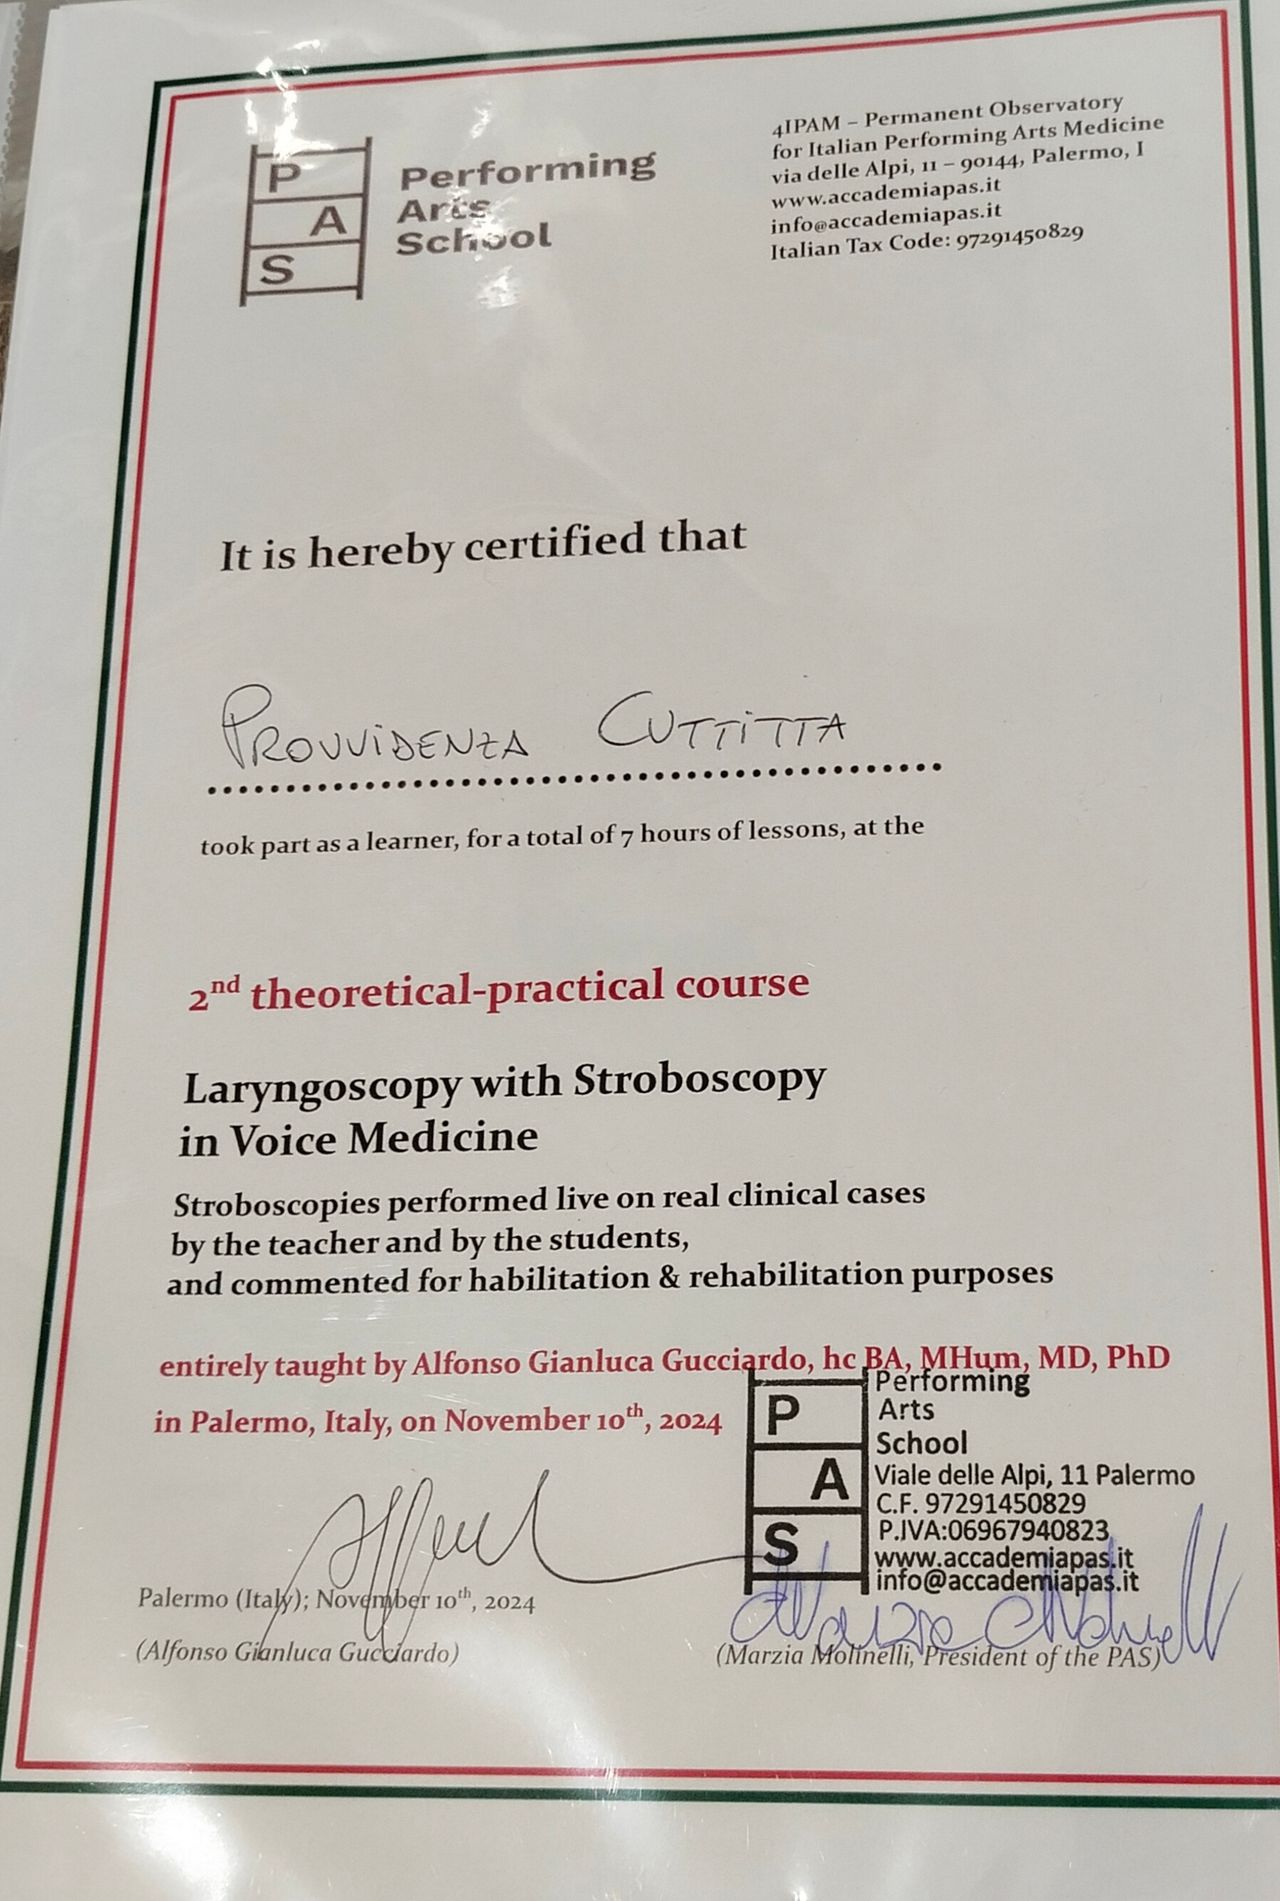 P
A
S
Performing
Arts
School
4IPAM – Permanent Observatory
for Italian Performing Arts Medicine
via delle Alpi, 11 – 90144, Palermo, I
www.accademiapas.it
info@accademiapas.it
Italian Tax Code: 97291450829
It is hereby certified that
PROVVIDENZA CUTTITTA
took part as a learner, for a total of 7 hours of lessons, at the
2nd theoretical-practical course
Laryngoscopy with Stroboscopy
in Voice Medicine
Stroboscopies performed live on real clinical cases
by the teacher and by the students,
and commented for habilitation & rehabilitation purposes
entirely taught by Alfonso Gianluca Gucciardo, hc BA, MHum, MD, PhD
in Palermo, Italy, on November 10th, 2024
P
A
S
Performing
Arts
School
Viale delle Alpi, 11 Palermo
C.F. 97291450829
P.IVA:06967940823
www.accademiapas.it
info@accademiapas.it
Palermo (Italy); November 10th, 2024
(Alfonso Gianluca Gucciardo)
(Marzia Molinelli, President of the PAS)